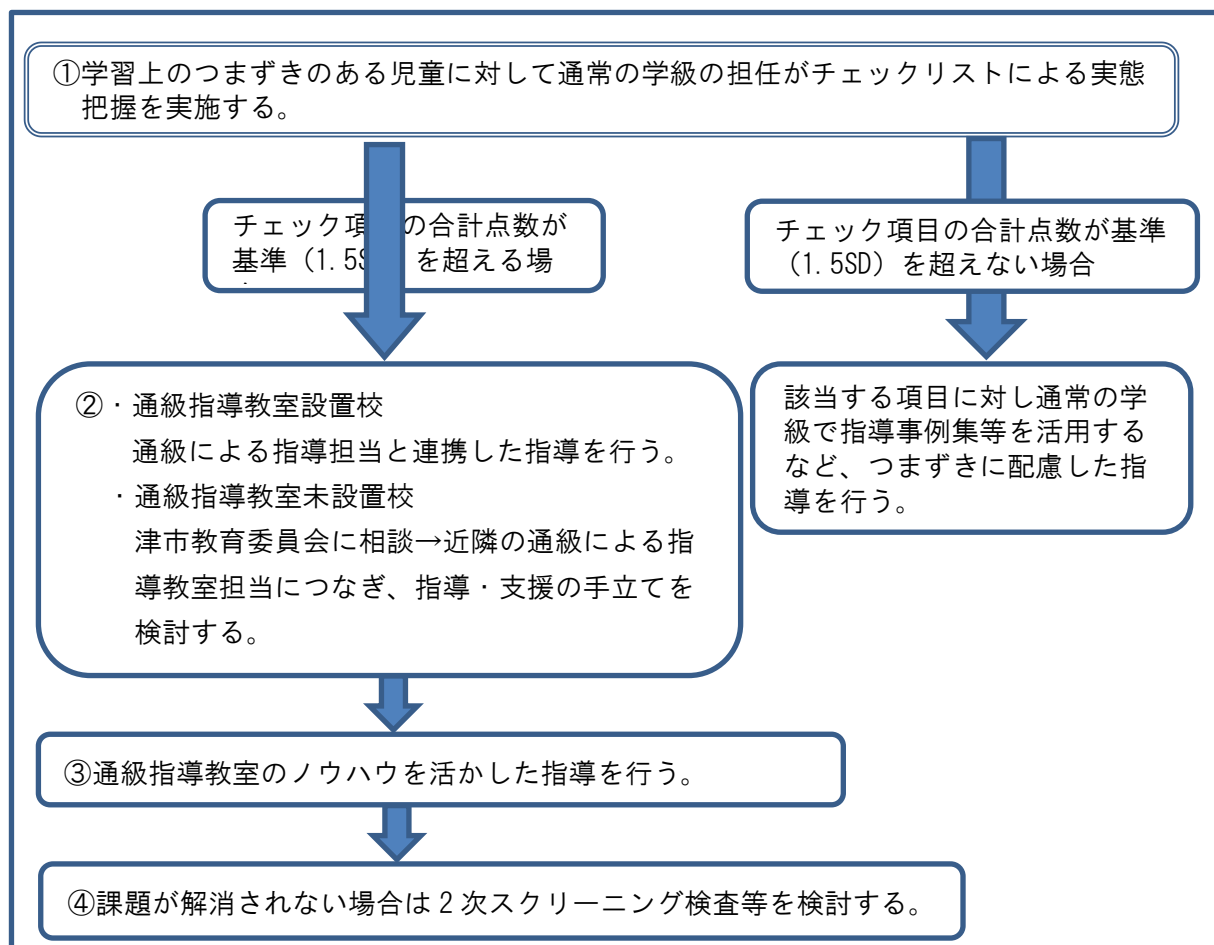 ①学習上のつまずきのある児童に対して通常の学級の担任がチェックリストによる実態
把握を実施する。
チェック項 の合計点数が
基準（1.5S を超える場
チェック項目の合計点数が基準
（1.5SD）を超えない場合
②・通級指導教室設置校
通級による指導担当と連携した指導を行う。
・通級指導教室未設置校
津市教育委員会に相談→近隣の通級による指
導教室担当につなぎ、指導・支援の手立てを
検討する。
該当する項目に対し通常の学
級で指導事例集等を活用する
など、つまずきに配慮した指
導を行う。
③通級指導教室のノウハウを活かした指導を行う。
④課題が解消されない場合は２次スクリーニング検査等を検討する。